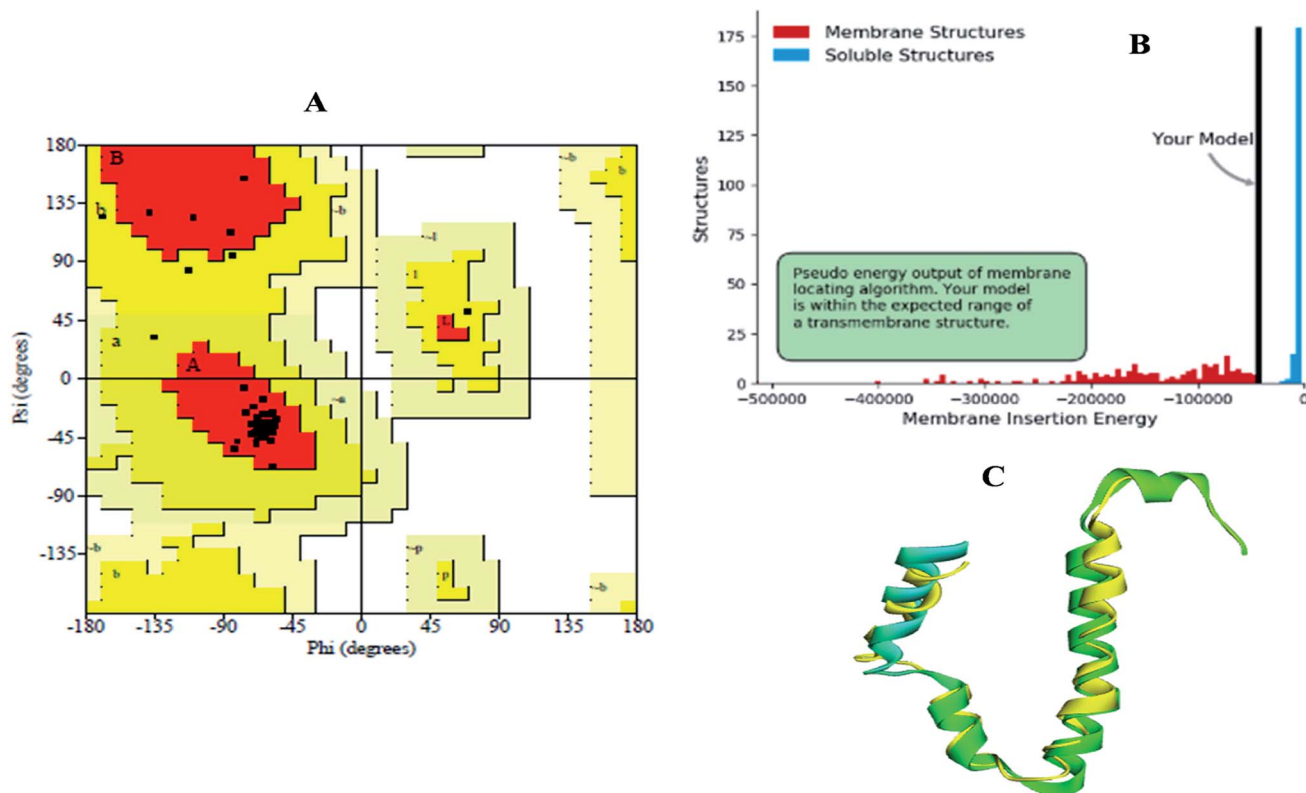 A
180
135
90
45
0
-45
-90
-135
-180
-135
-90
-45
0
45
90
135
180
Psi (degrees)
Phi (degrees)
B
b
~b
a
A
~a
~l
l
L
~b
b
~b
b
~p
p
~b
B
175
150
125
100
75
50
25
0
Structures
Membrane Structures
Soluble Structures
Your Model
Pseudo energy output of membrane
locating algorithm. Your model
is within the expected range of
a transmembrane structure.
−500000
−400000
−300000
−200000
−100000
0
Membrane Insertion Energy
C